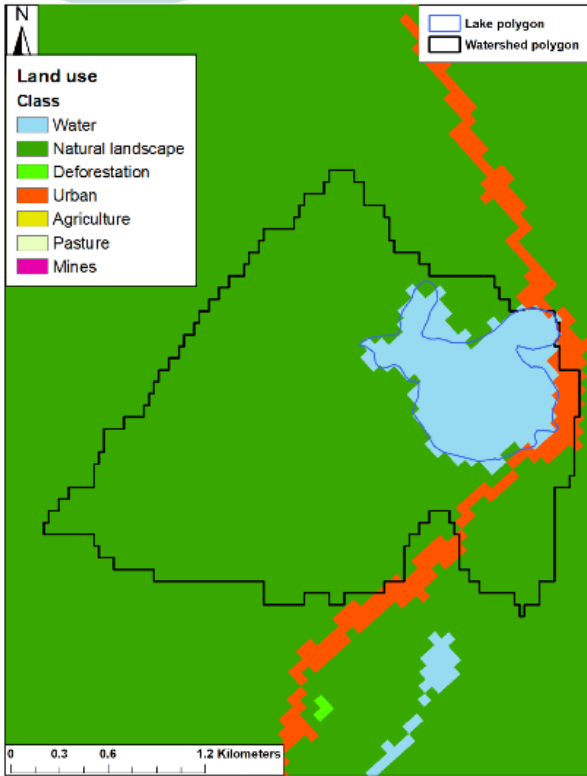 N
Lake polygon
Watershed polygon
Land use
Class
Water
Natural landscape
Deforestation
Urban
Agriculture
Pasture
Mines
0 0.3 0.6 1.2 Kilometers